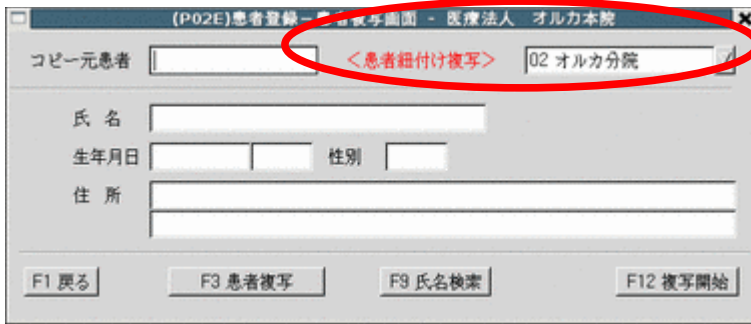 (P02E)患者登録－患者複写画面 - 医療法人 オルカ本院
コピー元患者 ＜患者紐付け複写＞ 02 オルカ分院
氏 名
生年月日 性別
住 所
F1 戻る F3 患者複写 F9 氏名検索 F12 複写開始